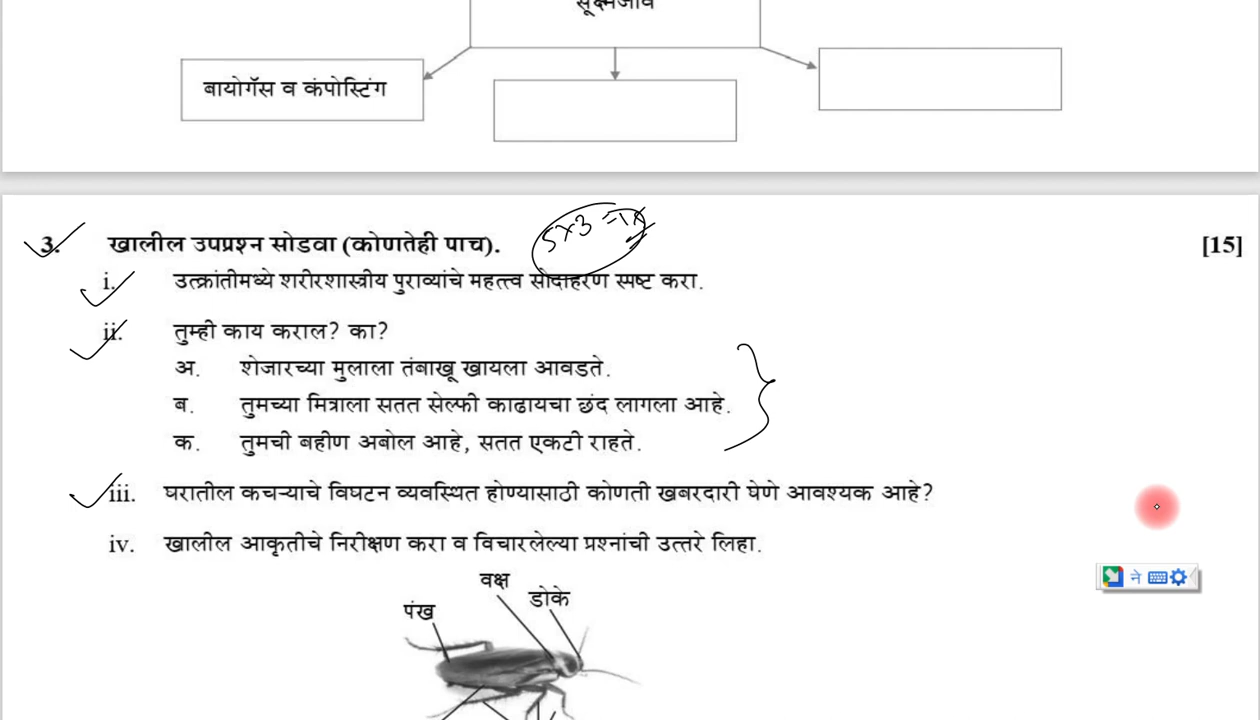 सूक्ष्मजीव
बायोगॅस व कंपोस्टिंग
3. खालील उपप्रश्न सोडवा (कोणतेही पाच). [15]
5x3 =15
i. उत्क्रांतीमध्ये शरीरशास्त्रीय पुराव्यांचे महत्त्व सोदाहरण स्पष्ट करा.
ii. तुम्ही काय कराल? का?
अ. शेजारच्या मुलाला तंबाखू खायला आवडते.
ब. तुमच्या मित्राला सतत सेल्फी काढायचा छंद लागला आहे.
क. तुमची बहीण अबोल आहे, सतत एकटी राहते.
iii. घरातील कचऱ्याचे विघटन व्यवस्थित होण्यासाठी कोणती खबरदारी घेणे आवश्यक आहे?
iv. खालील आकृतीचे निरीक्षण करा व विचारलेल्या प्रश्नांची उत्तरे लिहा.
वक्ष
डोके
पंख
ने